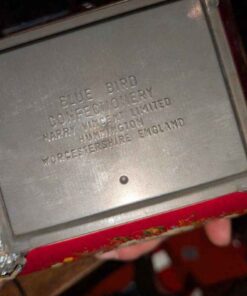 BLUE BIRD
CONFECTIONERY
HARRY VINCENT LIMITED
HUNNINGTON
WORCESTERSHIRE ENGLAND